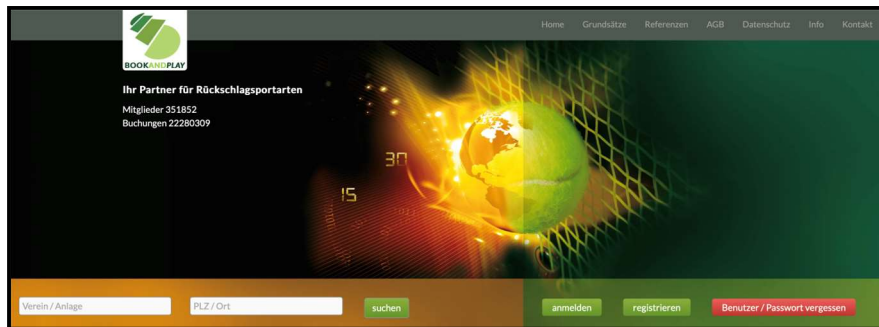 Home Grundsätze Referenzen AGB Datenschutz Info Kontakt
BOOKANDPLAY
Ihr Partner für Rückschlagsportarten
Mitglieder 351852
Buchungen 22280309
30
15
Verein / Anlage PLZ / Ort suchen anmelden registrieren Benutzer / Passwort vergessen